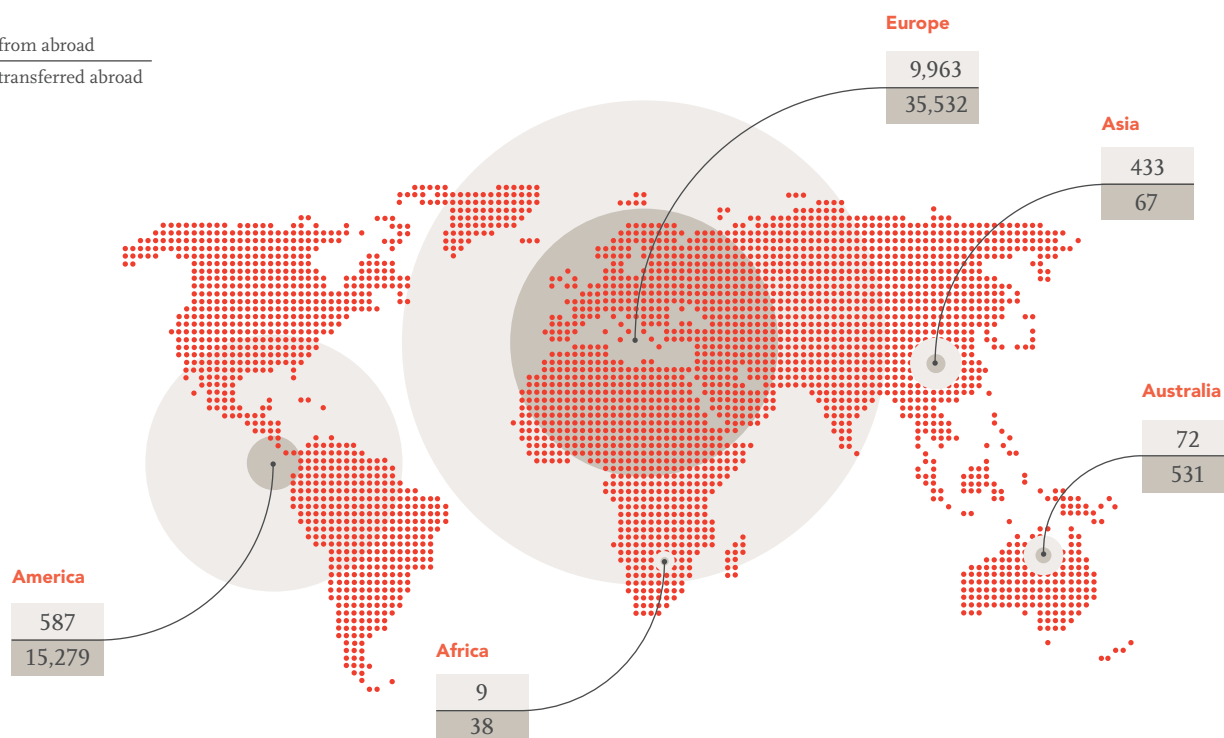 from abroad
transferred abroad
Europe
9,963
35,532
Asia
433
67
Australia
72
531
America
587
15,279
Africa
9
38